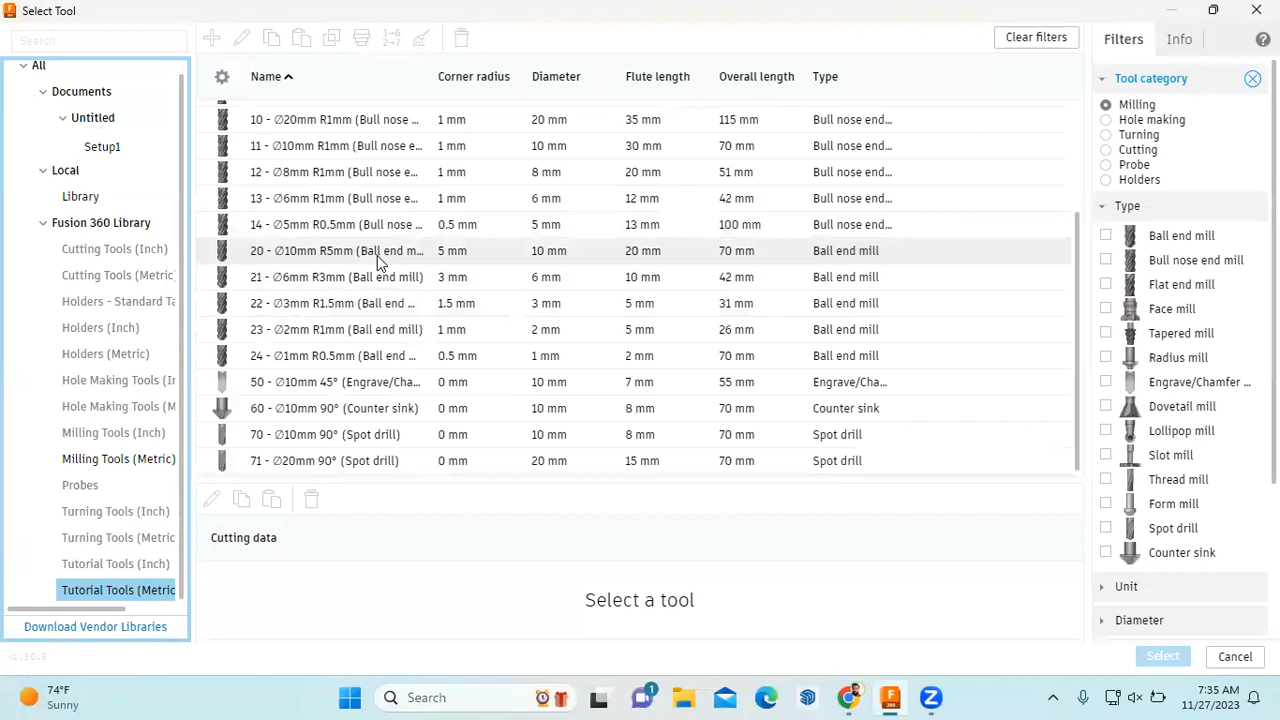 Select Tool
Search
All
Documents
Untitled
Setup1
Local
Library
Fusion 360 Library
Cutting Tools (Inch)
Cutting Tools (Metric
Holders - Standard Ta
Holders (Inch)
Holders (Metric)
Hole Making Tools (In
Hole Making Tools (M
Milling Tools (Inch)
Milling Tools (Metric)
Probes
Turning Tools (Inch)
Turning Tools (Metric
Tutorial Tools (Inch)
Tutorial Tools (Metric
Download Vendor Libraries
Clear filters
Name Corner radius Diameter Flute length Overall length Type
10 - ∅20mm R1mm (Bull nose ... 1 mm 20 mm 35 mm 115 mm Bull nose end...
11 - ∅10mm R1mm (Bull nose e... 1 mm 10 mm 30 mm 70 mm Bull nose end...
12 - ∅8mm R1mm (Bull nose e... 1 mm 8 mm 20 mm 51 mm Bull nose end...
13 - ∅6mm R1mm (Bull nose e... 1 mm 6 mm 12 mm 42 mm Bull nose end...
14 - ∅5mm R0.5mm (Bull nose ... 0.5 mm 5 mm 13 mm 100 mm Bull nose end...
20 - ∅10mm R5mm (Ball end m... 5 mm 10 mm 20 mm 70 mm Ball end mill
21 - ∅6mm R3mm (Ball end mill) 3 mm 6 mm 10 mm 42 mm Ball end mill
22 - ∅3mm R1.5mm (Ball end ... 1.5 mm 3 mm 5 mm 31 mm Ball end mill
23 - ∅2mm R1mm (Ball end mill) 1 mm 2 mm 5 mm 26 mm Ball end mill
24 - ∅1mm R0.5mm (Ball end ... 0.5 mm 1 mm 2 mm 70 mm Ball end mill
50 - ∅10mm 45° (Engrave/Cha... 0 mm 10 mm 7 mm 55 mm Engrave/Cha...
60 - ∅10mm 90° (Counter sink) 0 mm 10 mm 8 mm 70 mm Counter sink
70 - ∅10mm 90° (Spot drill) 0 mm 10 mm 8 mm 70 mm Spot drill
71 - ∅20mm 90° (Spot drill) 0 mm 20 mm 15 mm 70 mm Spot drill
Cutting data
Select a tool
Filters Info
Tool category
Milling
Hole making
Turning
Cutting
Probe
Holders
Type
Ball end mill
Bull nose end mill
Flat end mill
Face mill
Tapered mill
Radius mill
Engrave/Chamfer ...
Dovetail mill
Lollipop mill
Slot mill
Thread mill
Form mill
Spot drill
Counter sink
Unit
Diameter
Select Cancel
74°F
Sunny
Search
1
7:35 AM
11/27/2023